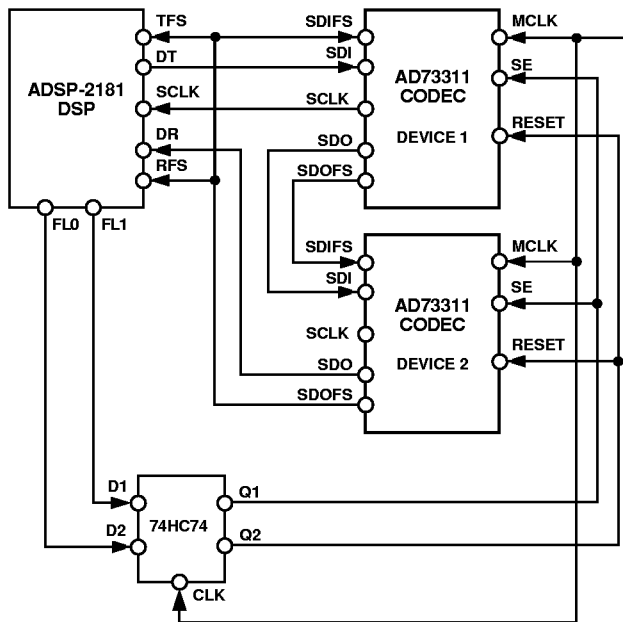 TFS
DT
SCLK
DR
RFS
ADSP-2181
DSP
FL0
FL1
SDIFS
SDI
SCLK
SDO
SDOFS
AD73311
CODEC
DEVICE 1
MCLK
SE
RESET
SDIFS
SDI
SCLK
SDO
SDOFS
AD73311
CODEC
DEVICE 2
MCLK
SE
RESET
D1
D2
74HC74
Q1
Q2
CLK